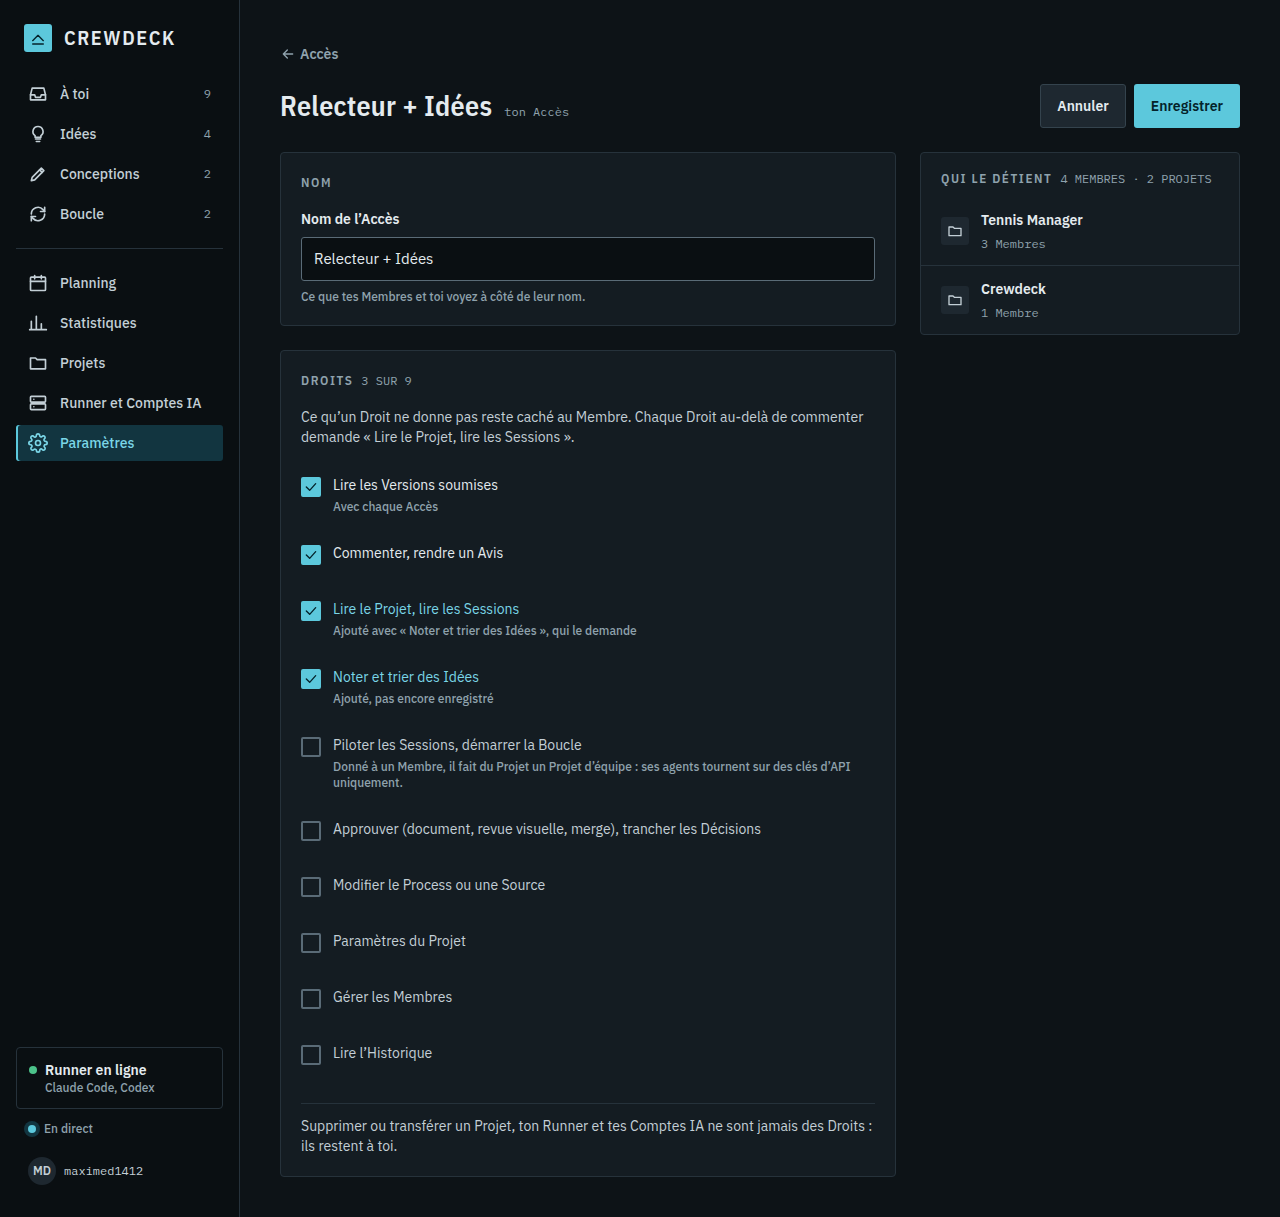 CREWDECK
À toi 9
Idées 4
Conceptions 2
Boucle 2
Planning
Statistiques
Projets
Runner et Comptes IA
Paramètres
Runner en ligne
Claude Code, Codex
En direct
MD maximed1412
← Accès
Relecteur + Idées ton Accès
Annuler
Enregistrer
NOM
Nom de l’Accès
Relecteur + Idées
Ce que tes Membres et toi voyez à côté de leur nom.
DROITS 3 SUR 9
Ce qu’un Droit ne donne pas reste caché au Membre. Chaque Droit au-delà de commenter
demande « Lire le Projet, lire les Sessions ».
Lire les Versions soumises
Avec chaque Accès
Commenter, rendre un Avis
Lire le Projet, lire les Sessions
Ajouté avec « Noter et trier des Idées », qui le demande
Noter et trier des Idées
Ajouté, pas encore enregistré
Piloter les Sessions, démarrer la Boucle
Donné à un Membre, il fait du Projet un Projet d’équipe : ses agents tournent sur des clés d’API
uniquement.
Approuver (document, revue visuelle, merge), trancher les Décisions
Modifier le Process ou une Source
Paramètres du Projet
Gérer les Membres
Lire l’Historique
Supprimer ou transférer un Projet, ton Runner et tes Comptes IA ne sont jamais des Droits :
ils restent à toi.
QUI LE DÉTIENT 4 MEMBRES · 2 PROJETS
Tennis Manager
3 Membres
Crewdeck
1 Membre